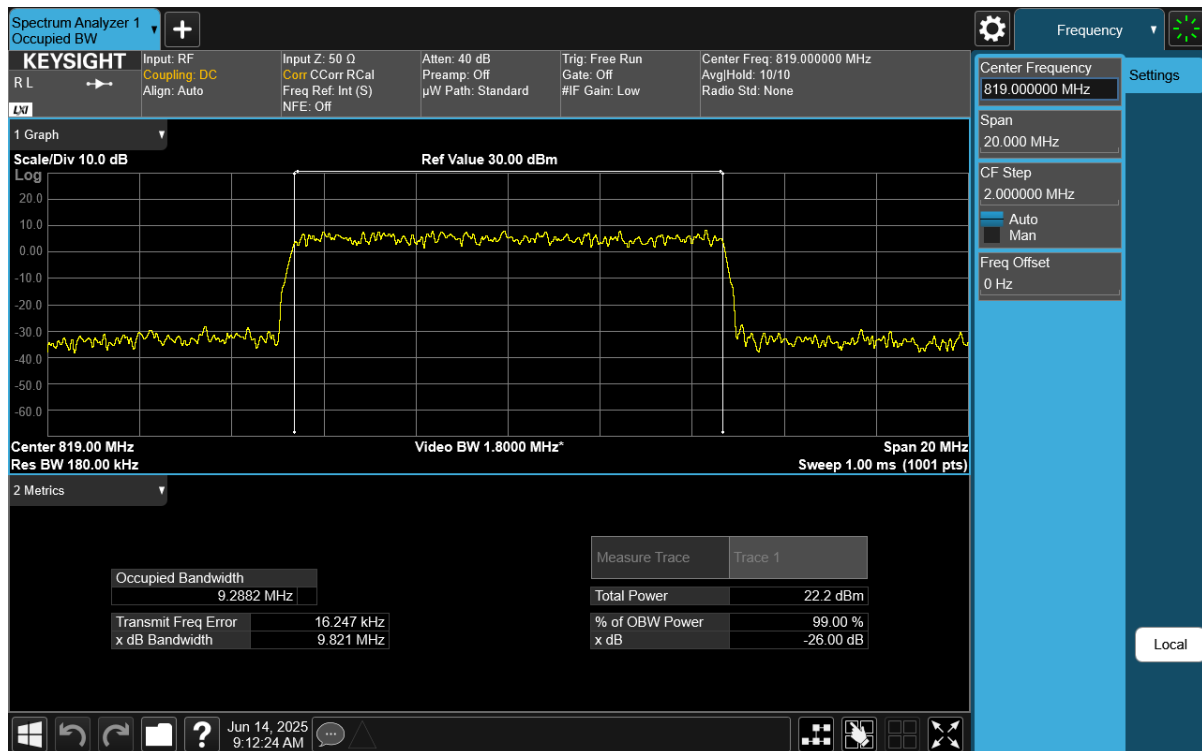 Spectrum Analyzer 1
Occupied BW
Frequency
KEYSIGHT
R L
LXI
Input: RF
Coupling: DC
Align: Auto
Input Z: 50 Ω
Corr CCorr RCal
Freq Ref: Int (S)
NFE: Off
Atten: 40 dB
Preamp: Off
µW Path: Standard
Trig: Free Run
Gate: Off
#IF Gain: Low
Center Freq: 819.000000 MHz
Avg|Hold: 10/10
Radio Std: None
Center Frequency
819.000000 MHz
Settings
Span
20.000 MHz
CF Step
2.000000 MHz
Auto
Man
Freq Offset
0 Hz
Local
1 Graph
Scale/Div 10.0 dB
Ref Value 30.00 dBm
Log
20.0
10.0
0.00
-10.0
-20.0
-30.0
-40.0
-50.0
-60.0
Center 819.00 MHz
Video BW 1.8000 MHz*
Span 20 MHz
Res BW 180.00 kHz
Sweep 1.00 ms (1001 pts)
2 Metrics
Measure Trace
Trace 1
Occupied Bandwidth
9.2882 MHz
Total Power
22.2 dBm
Transmit Freq Error
16.247 kHz
% of OBW Power
99.00 %
x dB Bandwidth
9.821 MHz
x dB
-26.00 dB
?
Jun 14, 2025
9:12:24 AM